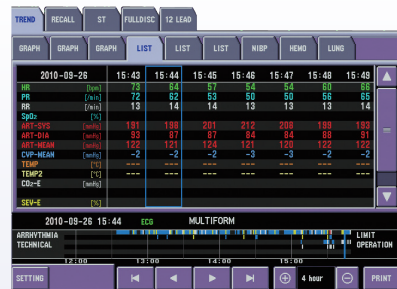 TREND RECALL ST FULLDISC 12 LEAD
GRAPH GRAPH GRAPH LIST LIST LIST NIBP HEMO LUNG
2010-09-26 15:43 15:44 15:45 15:46 15:47 15:48 15:49
HR [bpm] 73 64 57 54 54 60 66
PR [/min] 72 62 53 50 50 56 65
RR [/min] 13 14 14 13 13 13 14
SpO2 [%]
ART-SYS [mmHg] 191 198 201 212 208 199 193
ART-DIA [mmHg] 93 87 87 84 84 88 91
ART-MEAN [mmHg] 122 121 124 121 120 122 122
CVP-MEAN [mmHg] -2 -2 -2 -3 -3 -2 -2
TEMP [°C] --- --- --- --- --- --- ---
TEMP2 [°C] --- --- --- --- --- --- ---
CO2-E [mmHg]
SEV-E [%]
2010-09-26 15:44 ECG MULTIFORM
ARRHYTHMIA LIMIT
TECHNICAL OPERATION
12:00 13:00 14:00 15:00
SETTING 4 hour PRINT